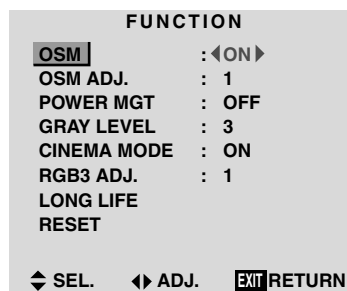 FUNCTION
OSM : ◀ON▶
OSM ADJ. : 1
POWER MGT : OFF
GRAY LEVEL : 3
CINEMA MODE : ON
RGB3 ADJ. : 1
LONG LIFE
RESET
SEL. ADJ. EXIT RETURN